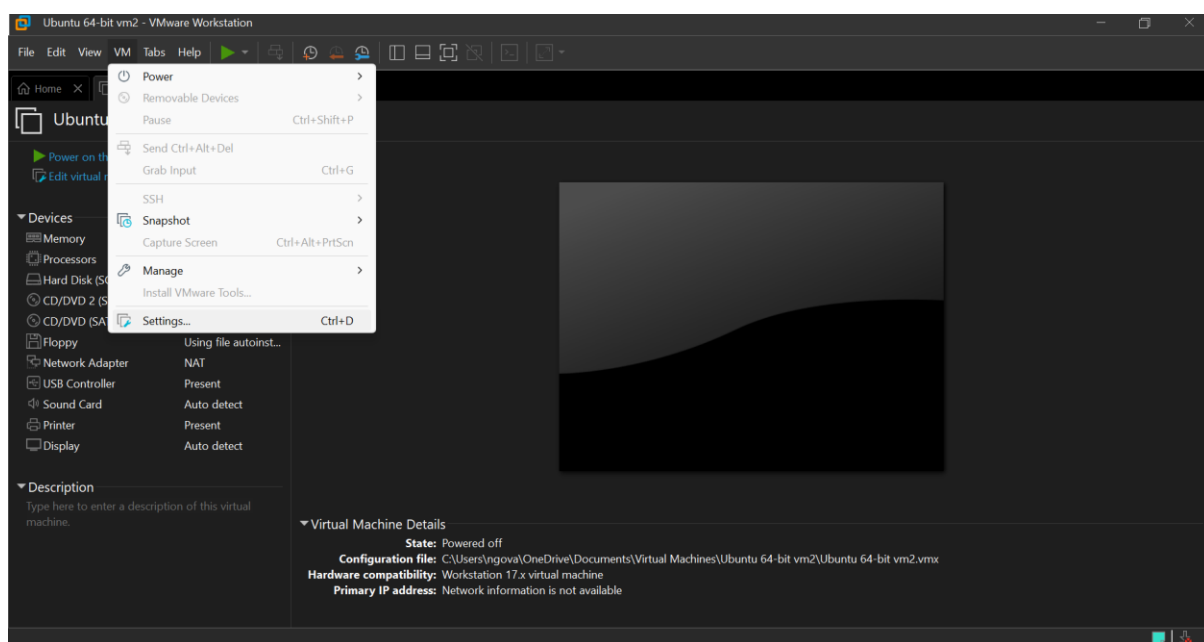 Ubuntu 64-bit vm2 - VMware Workstation
File Edit View VM Tabs Help
Home
Ubuntu
Power on th
Edit virtual
Power
Removable Devices
Pause Ctrl+Shift+P
Send Ctrl+Alt+Del
Grab Input Ctrl+G
SSH
Snapshot
Capture Screen Ctrl+Alt+PrtScn
Manage
Install VMware Tools...
Settings... Ctrl+D
Devices
Memory
Processors
Hard Disk (SC
CD/DVD 2 (S
CD/DVD (SA
Floppy Using file autoinst...
Network Adapter NAT
USB Controller Present
Sound Card Auto detect
Printer Present
Display Auto detect
Description
Type here to enter a description of this virtual
machine.
Virtual Machine Details
State: Powered off
Configuration file: C:\Users\ngova\OneDrive\Documents\Virtual Machines\Ubuntu 64-bit vm2\Ubuntu 64-bit vm2.vmx
Hardware compatibility: Workstation 17.x virtual machine
Primary IP address: Network information is not available